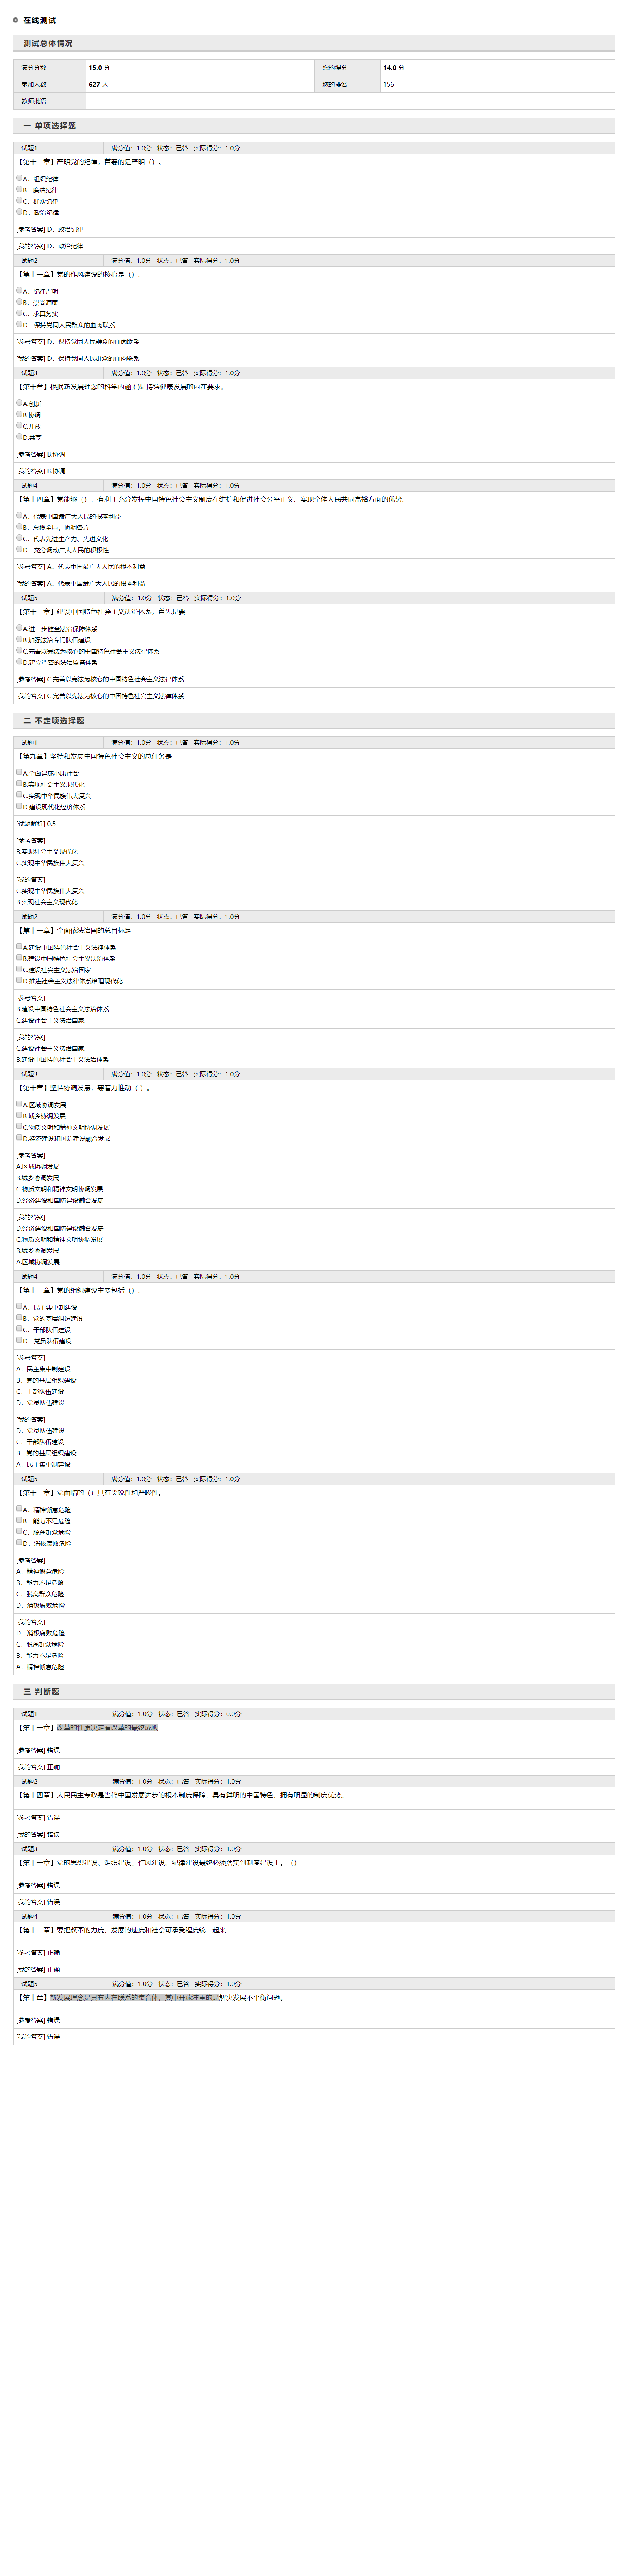 在线测试
测试总体情况
满分分数 15.0 分 您的得分 14.0 分
参加人数 627 人 您的排名 156
教师批语
一 单项选择题
试题1 满分值：1.0分 状态：已答 实际得分：1.0分
【第十一章】严明党的纪律，首要的是严明（）。
A．组织纪律
B．廉洁纪律
C．群众纪律
D．政治纪律
[参考答案] D．政治纪律
[我的答案] D．政治纪律
试题2 满分值：1.0分 状态：已答 实际得分：1.0分
【第十一章】党的作风建设的核心是（）。
A．纪律严明
B．崇尚清廉
C．求真务实
D．保持党同人民群众的血肉联系
[参考答案] D．保持党同人民群众的血肉联系
[我的答案] D．保持党同人民群众的血肉联系
试题3 满分值：1.0分 状态：已答 实际得分：1.0分
【第十章】根据新发展理念的科学内涵,( )是持续健康发展的内在要求。
A.创新
B.协调
C.开放
D.共享
[参考答案] B.协调
[我的答案] B.协调
试题4 满分值：1.0分 状态：已答 实际得分：1.0分
【第十四章】党能够（），有利于充分发挥中国特色社会主义制度在维护和促进社会公平正义、实现全体人民共同富裕方面的优势。
A．代表中国最广大人民的根本利益
B．总揽全局、协调各方
C．代表先进生产力、先进文化
D．充分调动广大人民的积极性
[参考答案] A．代表中国最广大人民的根本利益
[我的答案] A．代表中国最广大人民的根本利益
试题5 满分值：1.0分 状态：已答 实际得分：1.0分
【第十一章】建设中国特色社会主义法治体系，首先是要
A.进一步健全法治保障体系
B.加强法治专门队伍建设
C.完善以宪法为核心的中国特色社会主义法律体系
D.建立严密的法治监督体系
[参考答案] C.完善以宪法为核心的中国特色社会主义法律体系
[我的答案] C.完善以宪法为核心的中国特色社会主义法律体系
二 不定项选择题
试题1 满分值：1.0分 状态：已答 实际得分：1.0分
【第九章】坚持和发展中国特色社会主义的总任务是
A.全面建成小康社会
B.实现社会主义现代化
C.实现中华民族伟大复兴
D.建设现代化经济体系
[试题解析] 0.5
[参考答案]
B.实现社会主义现代化
C.实现中华民族伟大复兴
[我的答案]
C.实现中华民族伟大复兴
B.实现社会主义现代化
试题2 满分值：1.0分 状态：已答 实际得分：1.0分
【第十一章】全面依法治国的总目标是
A.建设中国特色社会主义法律体系
B.建设中国特色社会主义法治体系
C.建设社会主义法治国家
D.推进社会主义法律体系治理现代化
[参考答案]
B.建设中国特色社会主义法治体系
C.建设社会主义法治国家
[我的答案]
C.建设社会主义法治国家
B.建设中国特色社会主义法治体系
试题3 满分值：1.0分 状态：已答 实际得分：1.0分
【第十章】坚持协调发展，要着力推动（ ）。
A.区域协调发展
B.城乡协调发展
C.物质文明和精神文明协调发展
D.经济建设和国防建设融合发展
[参考答案]
A.区域协调发展
B.城乡协调发展
C.物质文明和精神文明协调发展
D.经济建设和国防建设融合发展
[我的答案]
D.经济建设和国防建设融合发展
C.物质文明和精神文明协调发展
B.城乡协调发展
A.区域协调发展
试题4 满分值：1.0分 状态：已答 实际得分：1.0分
【第十一章】党的组织建设主要包括（）。
A．民主集中制建设
B．党的基层组织建设
C．干部队伍建设
D．党员队伍建设
[参考答案]
A．民主集中制建设
B．党的基层组织建设
C．干部队伍建设
D．党员队伍建设
[我的答案]
D．党员队伍建设
C．干部队伍建设
B．党的基层组织建设
A．民主集中制建设
试题5 满分值：1.0分 状态：已答 实际得分：1.0分
【第十一章】党面临的（）具有尖锐性和严峻性。
A．精神懈怠危险
B．能力不足危险
C．脱离群众危险
D．消极腐败危险
[参考答案]
A．精神懈怠危险
B．能力不足危险
C．脱离群众危险
D．消极腐败危险
[我的答案]
D．消极腐败危险
C．脱离群众危险
B．能力不足危险
A．精神懈怠危险
三 判断题
试题1 满分值：1.0分 状态：已答 实际得分：0.0分
【第十一章】改革的性质决定着改革的最终成败
[参考答案] 错误
[我的答案] 正确
试题2 满分值：1.0分 状态：已答 实际得分：1.0分
【第十四章】人民民主专政是当代中国发展进步的根本制度保障，具有鲜明的中国特色，拥有明显的制度优势。
[参考答案] 错误
[我的答案] 错误
试题3 满分值：1.0分 状态：已答 实际得分：1.0分
【第十一章】党的思想建设、组织建设、作风建设、纪律建设最终必须落实到制度建设上。（）
[参考答案] 错误
[我的答案] 错误
试题4 满分值：1.0分 状态：已答 实际得分：1.0分
【第十一章】要把改革的力度、发展的速度和社会可承受程度统一起来
[参考答案] 正确
[我的答案] 正确
试题5 满分值：1.0分 状态：已答 实际得分：1.0分
【第十章】新发展理念是具有内在联系的集合体，其中开放注重的是解决发展不平衡问题。
[参考答案] 错误
[我的答案] 错误